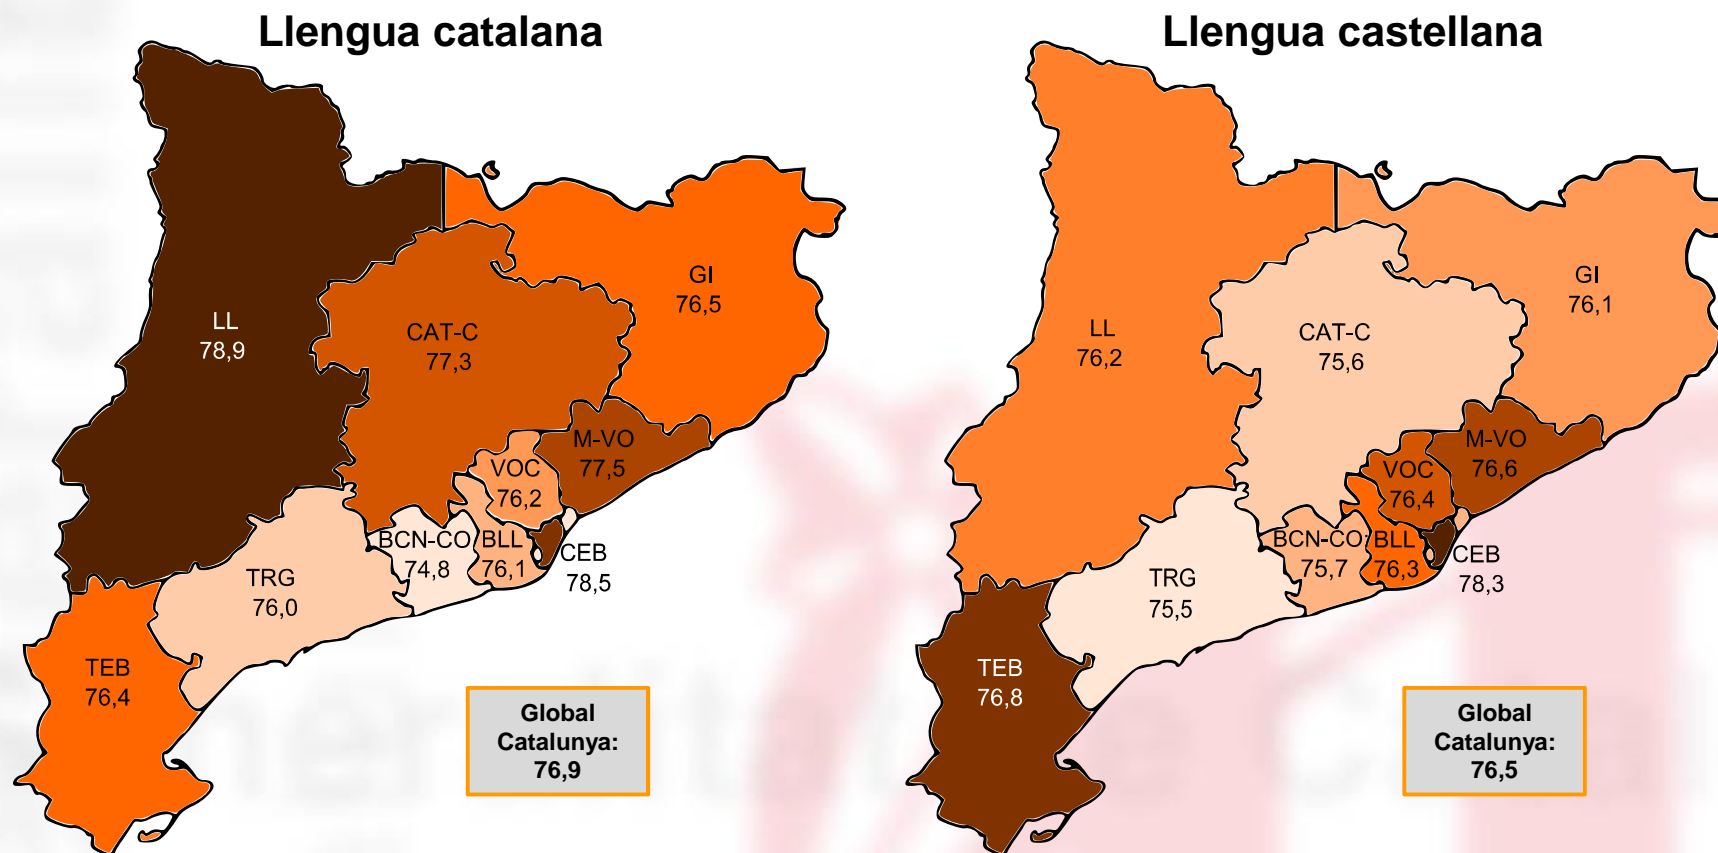 Llengua catalana
LL
78,9
CAT-C
77,3
GI
76,5
M-VO
77,5
VOC
76,2
BCN-CO
74,8
BLL
76,1
CEB
78,5
TRG
76,0
TEB
76,4
Global
Catalunya:
76,9
Llengua castellana
LL
76,2
CAT-C
75,6
GI
76,1
M-VO
76,6
VOC
76,4
BCN-CO
75,7
BLL
76,3
CEB
78,3
TRG
75,5
TEB
76,8
Global
Catalunya:
76,5